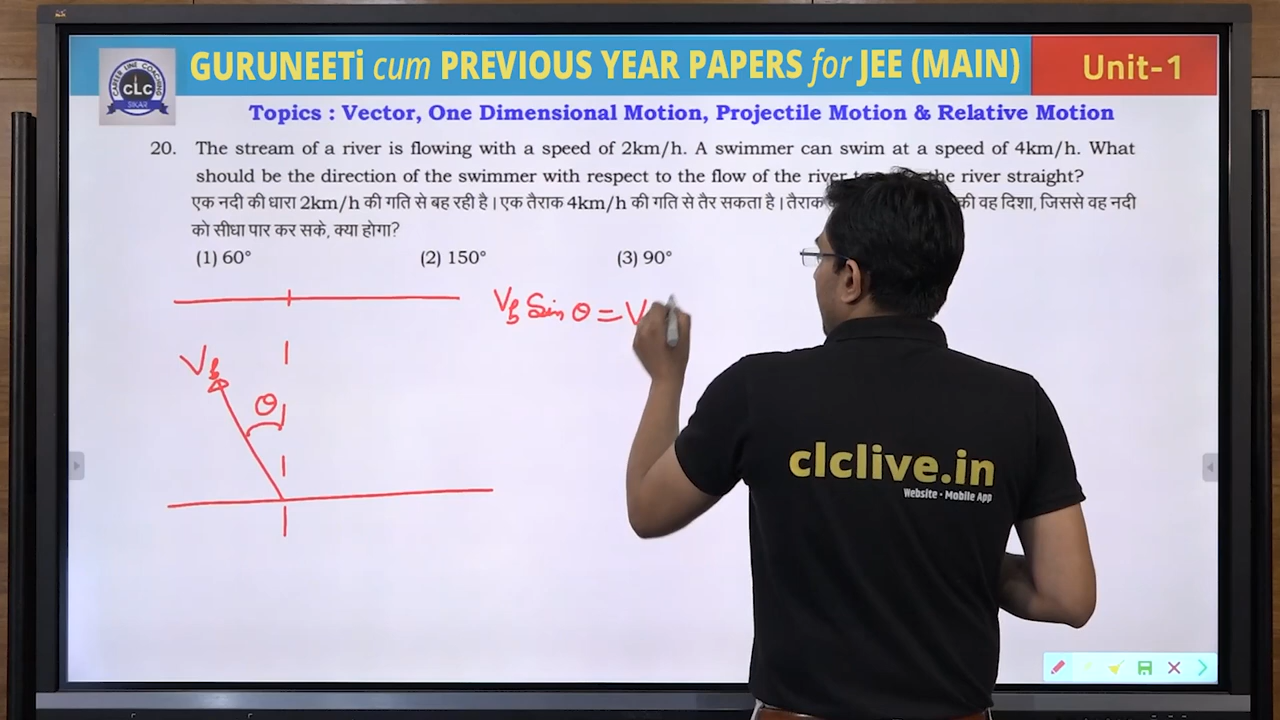 GURUNEETi cum PREVIOUS YEAR PAPERS for JEE (MAIN)
Unit-1
CAREER LINE COACHING
CLC
SIKAR
Topics : Vector, One Dimensional Motion, Projectile Motion & Relative Motion
20. The stream of a river is flowing with a speed of 2km/h. A swimmer can swim at a speed of 4km/h. What
should be the direction of the swimmer with respect to the flow of the river the river straight?
एक नदी की धारा 2km/h की गति से बह रही है। एक तैराक 4km/h की गति से तैर सकता है। तैराक की वह दिशा, जिससे वह नदी
को सीधा पार कर सके, क्या होगा?
(1) 60° (2) 150° (3) 90°
Sin θ = V
V
θ
clclive.in
Website • Mobile App